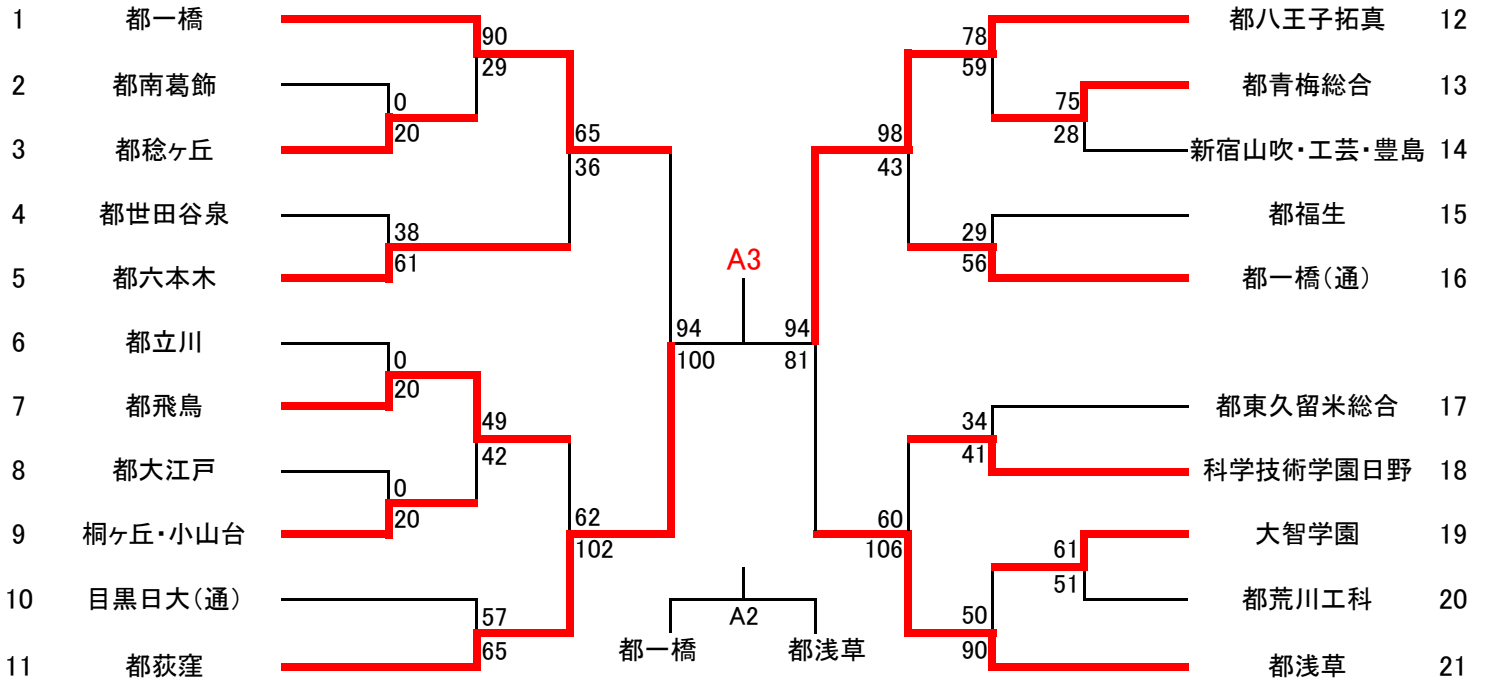 1 都一橋 90 78 都八王子拓真 12
29 59
2 都南葛飾 0 75 都青梅総合 13
20 65 98 28
3 都稔ヶ丘 36 43 新宿山吹・工芸・豊島 14
4 都世田谷泉 38 29 都福生 15
61 A3 56
5 都六本木 都一橋(通) 16
6 都立川 0 94 94
20 100 81
7 都飛鳥 49 34 都東久留米総合 17
42 41
8 都大江戸 0 科学技術学園日野 18
20 62 60
9 桐ヶ丘・小山台 102 106 61 大智学園 19
51
10 目黒日大(通) 57 A2 50 都荒川工科 20
65 都一橋 都浅草 90
11 都荻窪 都浅草 21